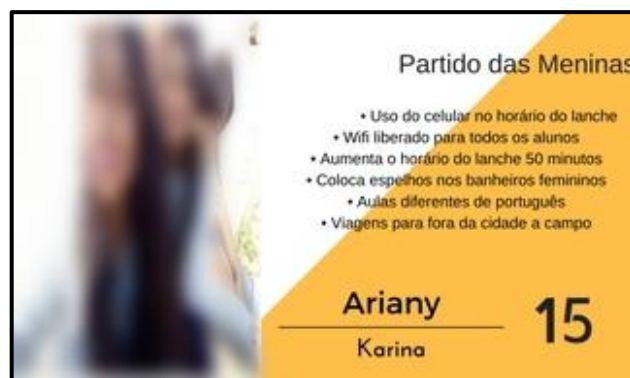 Partido das Meninas
• Uso do celular no horário do lanche
• Wifi liberado para todos os alunos
• Aumenta o horário do lanche 50 minutos
• Coloca espelhos nos banheiros femininos
• Aulas diferentes de português
• Viagens para fora da cidade a campo
Ariany
15
Karina